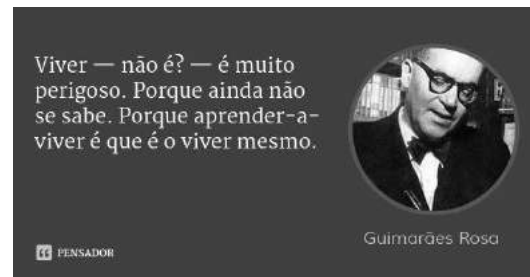 Viver — não é? — é muito
perigoso. Porque ainda não
se sabe. Porque aprender-a-
viver é que é o viver mesmo.
Guimarães Rosa
PENSADOR